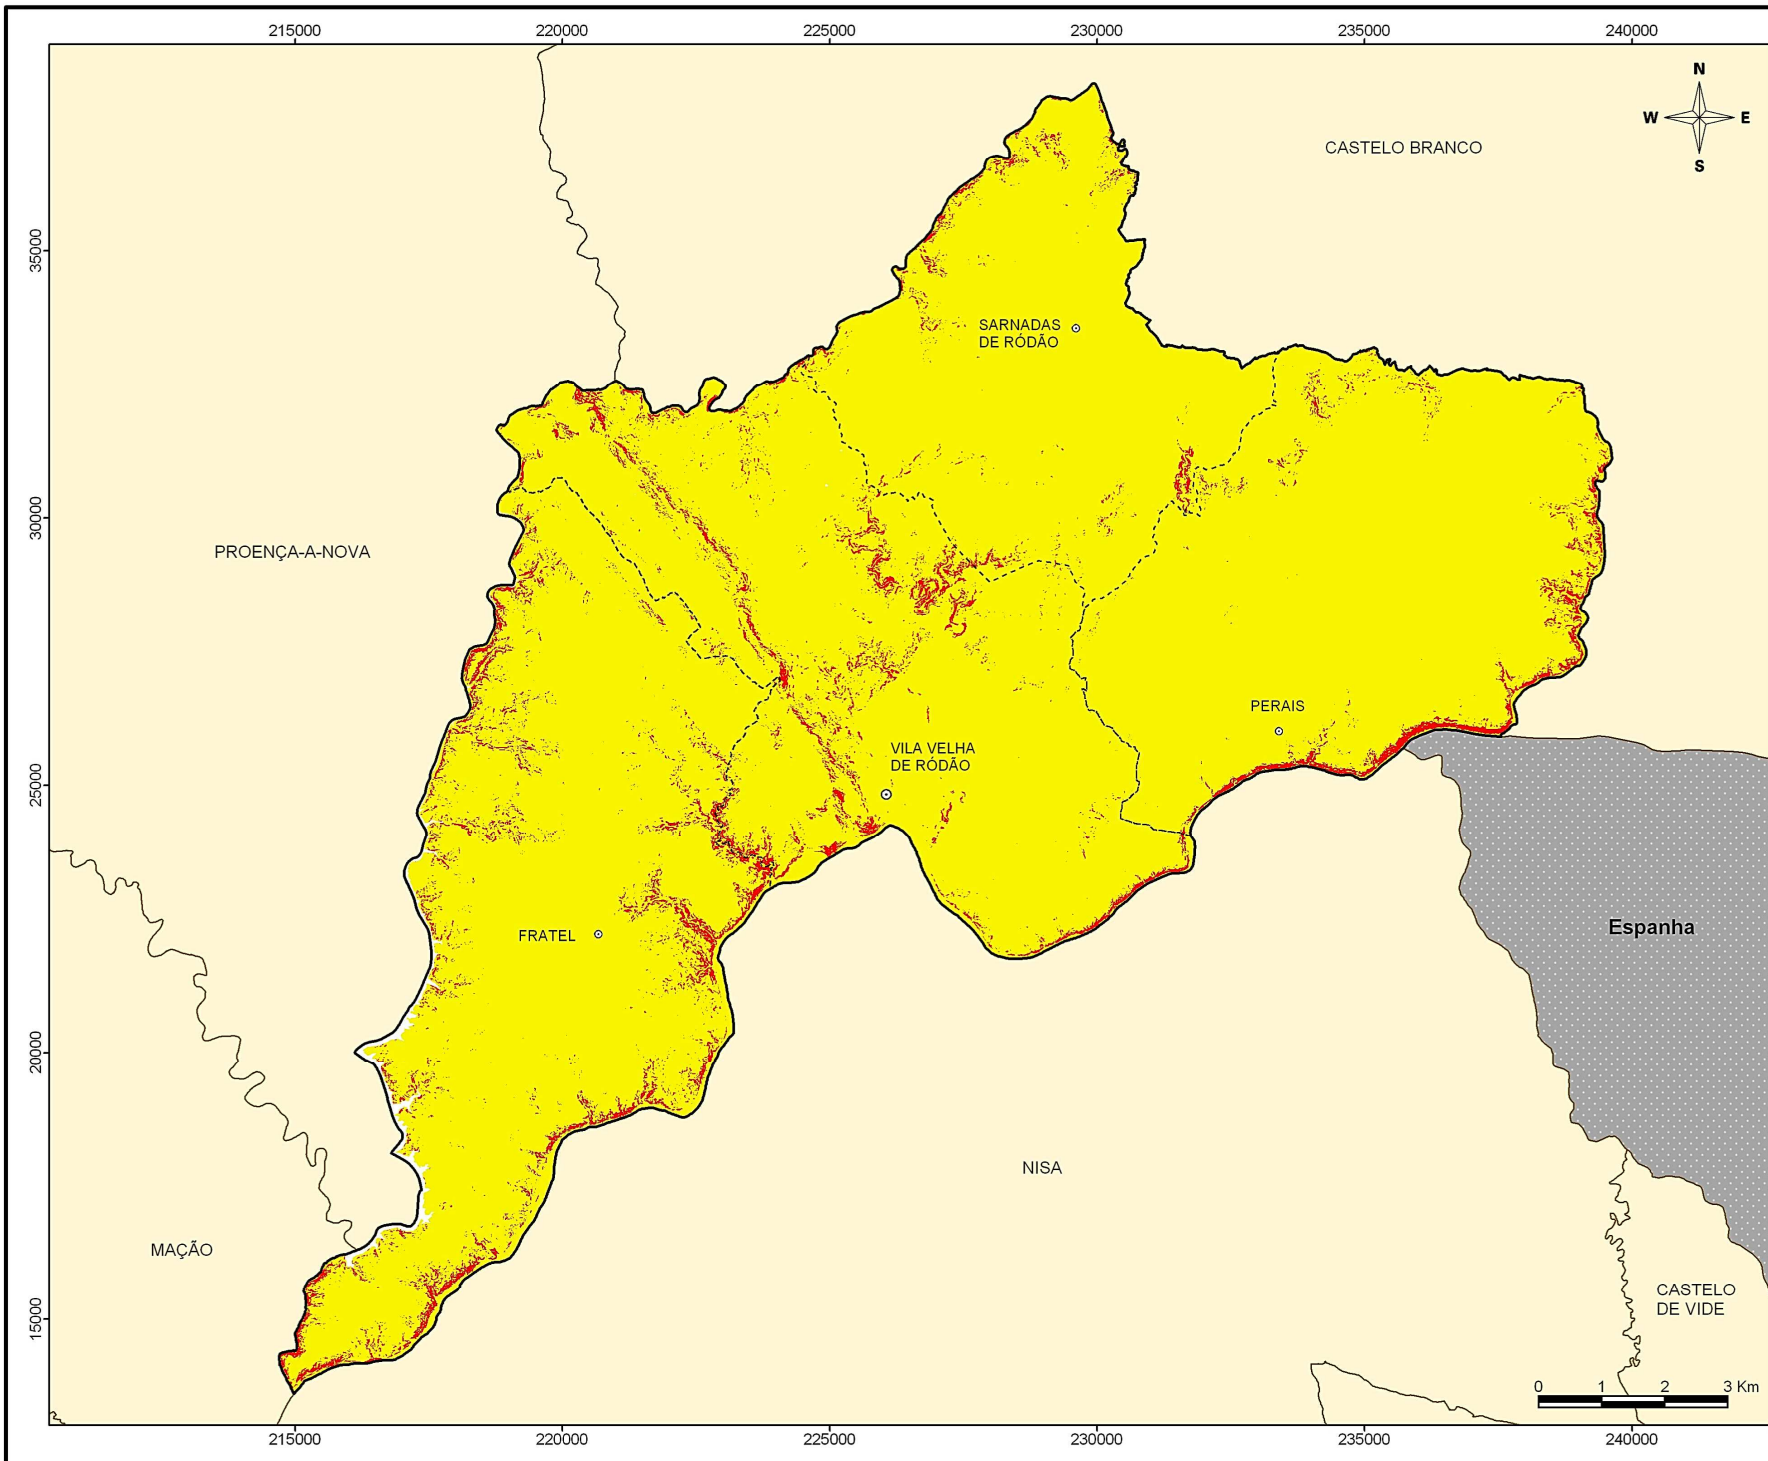 215000 220000 225000 230000 235000 240000
N
W E
S
CASTELO BRANCO
35000
SARNADAS
DE RÓDÃO
30000
PROENÇA-A-NOVA
PERAIS
VILA VELHA
DE RÓDÃO
25000
Espanha
FRATEL
20000
NISA
MAÇÃO
CASTELO
DE VIDE
15000
0 1 2 3 Km
215000 220000 225000 230000 235000 240000